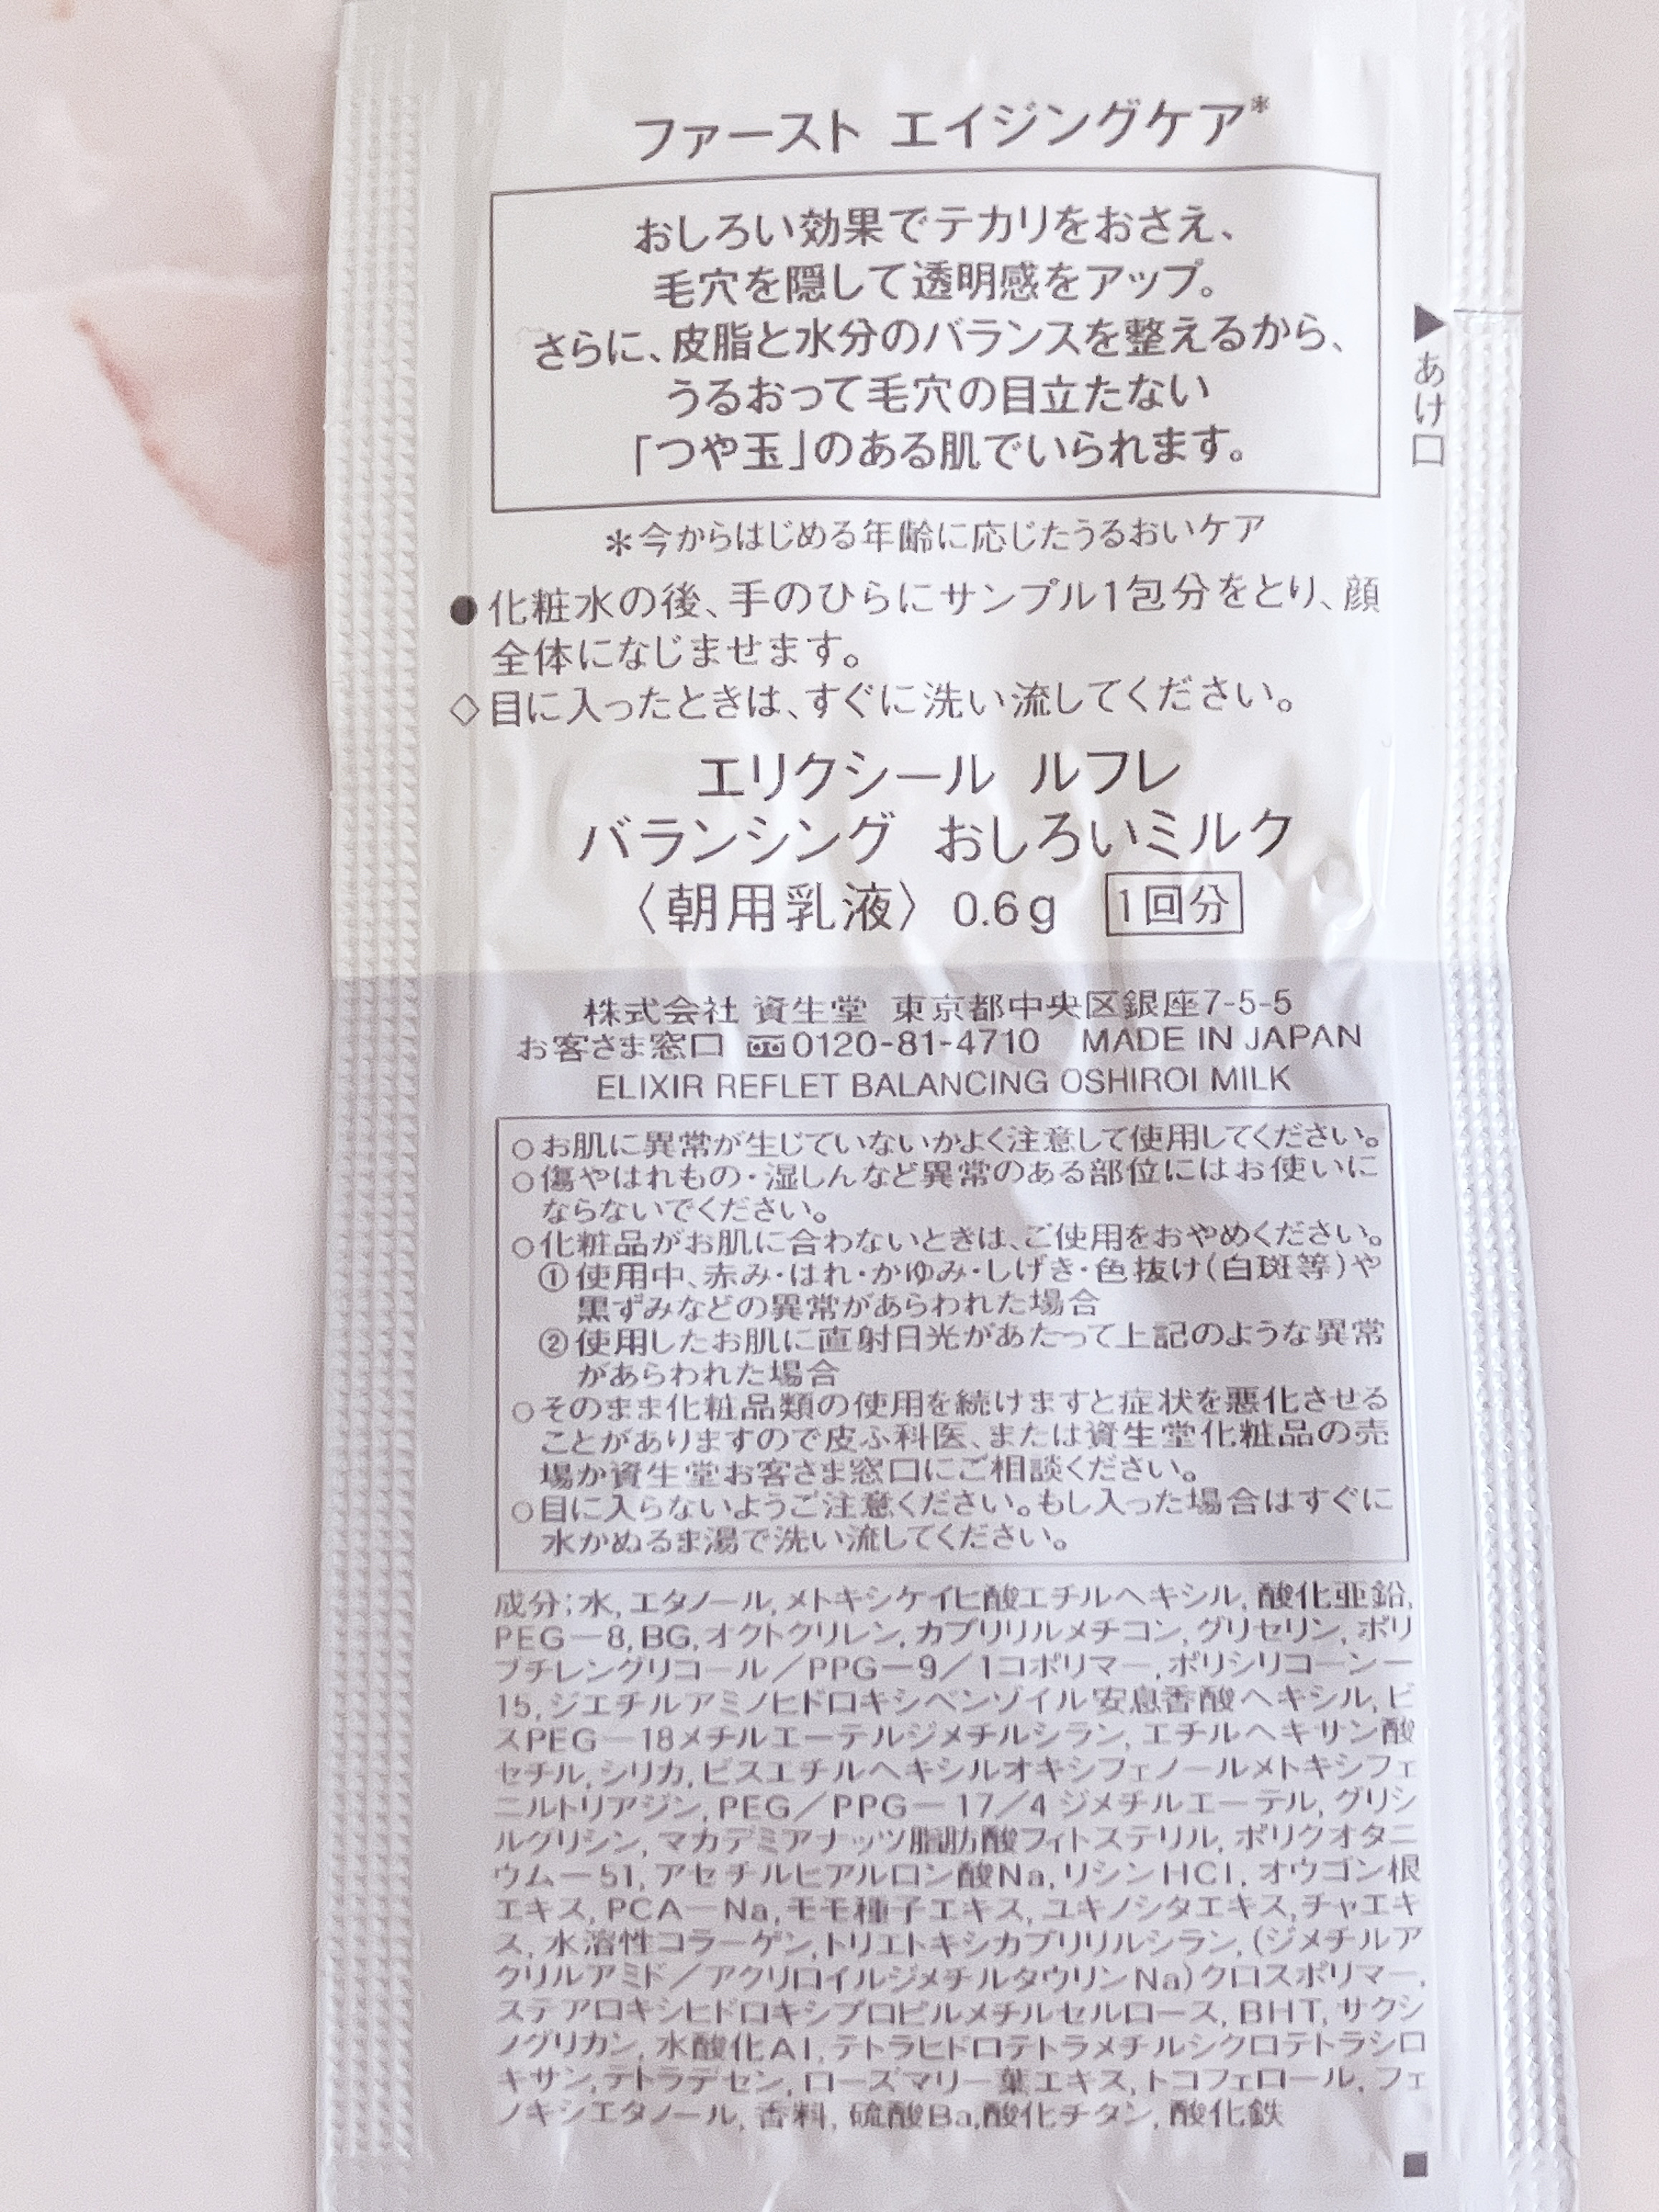 ファースト エイジングケア*
おしろい効果でテカリをおさえ、
毛穴を隠して透明感をアップ。
さらに、皮脂と水分のバランスを整えるから、
うるおって毛穴の目立たない
「つや玉」のある肌でいられます。
▶あけ口
＊今からはじめる年齢に応じたうるおいケア
●化粧水の後、手のひらにサンプル1包分をとり、顔
全体になじませます。
◇目に入ったときは、すぐに洗い流してください。
エリクシール ルフレ
バランシング おしろいミルク
〈朝用乳液〉0.6g 1回分
株式会社 資生堂 東京都中央区銀座7-5-5
お客さま窓口 0120-81-4710 MADE IN JAPAN
ELIXIR REFLET BALANCING OSHIROI MILK
○お肌に異常が生じていないかよく注意して使用してください。
○傷やはれもの・湿しんなど異常のある部位にはお使いに
ならないでください。
○化粧品がお肌に合わないときは、ご使用をおやめください。
①使用中、赤み・はれ・かゆみ・しげき・色抜け(白斑等)や
黒ずみなどの異常があらわれた場合
②使用したお肌に直射日光があたって上記のような異常
があらわれた場合
○そのまま化粧品類の使用を続けますと症状を悪化させる
ことがありますので皮ふ科医、または資生堂化粧品の売
場か資生堂お客さま窓口にご相談ください。
○目に入らないようご注意ください。もし入った場合はすぐに
水かぬるま湯で洗い流してください。
成分；水, エタノール, メトキシケイヒ酸エチルヘキシル, 酸化亜鉛,
PEG－8, BG, オクトクリレン, カプリリルメチコン, グリセリン, ポリ
ブチレングリコール／PPG－9／1コポリマー, ポリシリコーン－
15, ジエチルアミノヒドロキシベンゾイル安息香酸ヘキシル, ビ
スPEG－18メチルエーテルジメチルシラン, エチルヘキサン酸
セチル, シリカ, ビスエチルヘキシルオキシフェノールメトキシフェ
ニルトリアジン, PEG／PPG－17／4 ジメチルエーテル, グリシ
ルグリシン, マカデミアナッツ脂肪酸フィトステリル, ポリクオタニ
ウム－51, アセチルヒアルロン酸Na, リシンHCl, オウゴン根
エキス, PCA－Na, モモ種子エキス, ユキノシタエキス, チャエキ
ス, 水溶性コラーゲン, トリエトキシカプリリルシラン, (ジメチルア
クリルアミド／アクリロイルジメチルタウリンNa)クロスポリマー,
ステアロキシヒドロキシプロピルメチルセルロース, BHT, サクシ
ノグリカン, 水酸化Al, テトラヒドロテトラメチルシクロテトラシロ
キサン, テトラデセン, ローズマリー葉エキス, トコフェロール, フェ
ノキシエタノール, 香料, 硫酸Ba, 酸化チタン, 酸化鉄